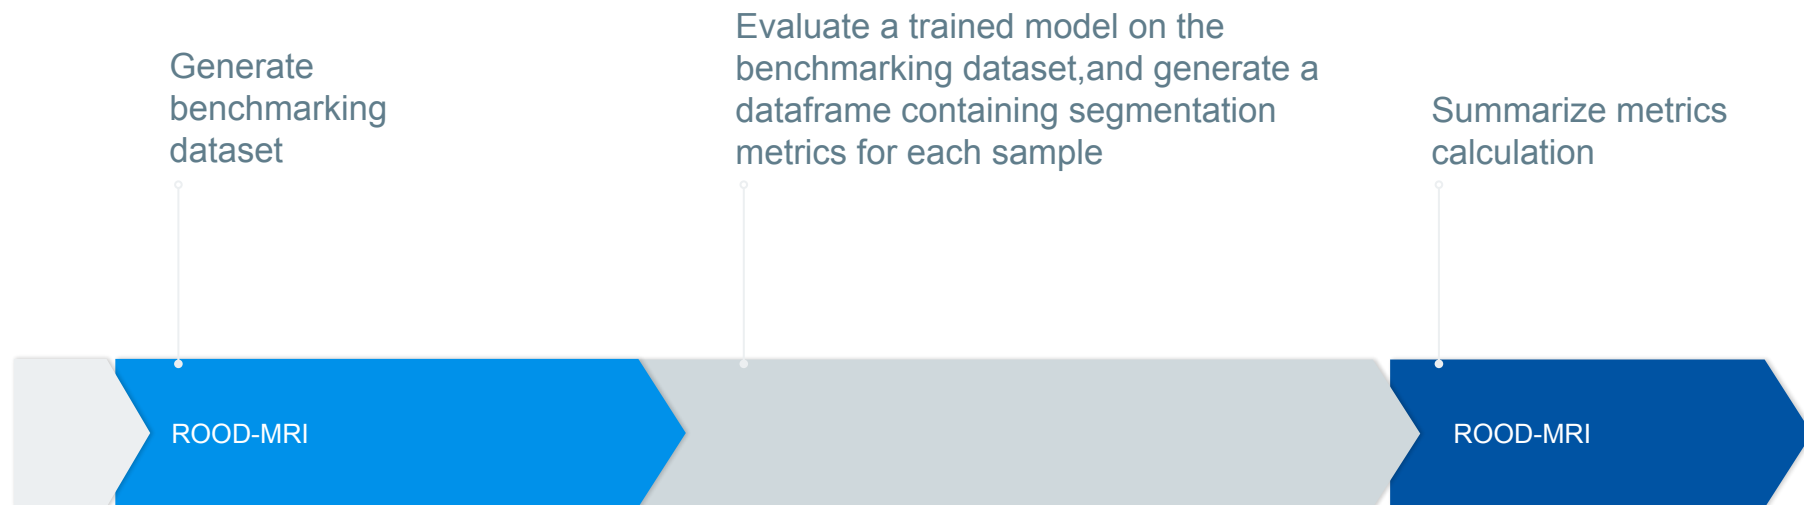 Generate
benchmarking
dataset
Evaluate a trained model on the
benchmarking dataset,and generate a
dataframe containing segmentation
metrics for each sample
Summarize metrics
calculation
ROOD-MRI
ROOD-MRI